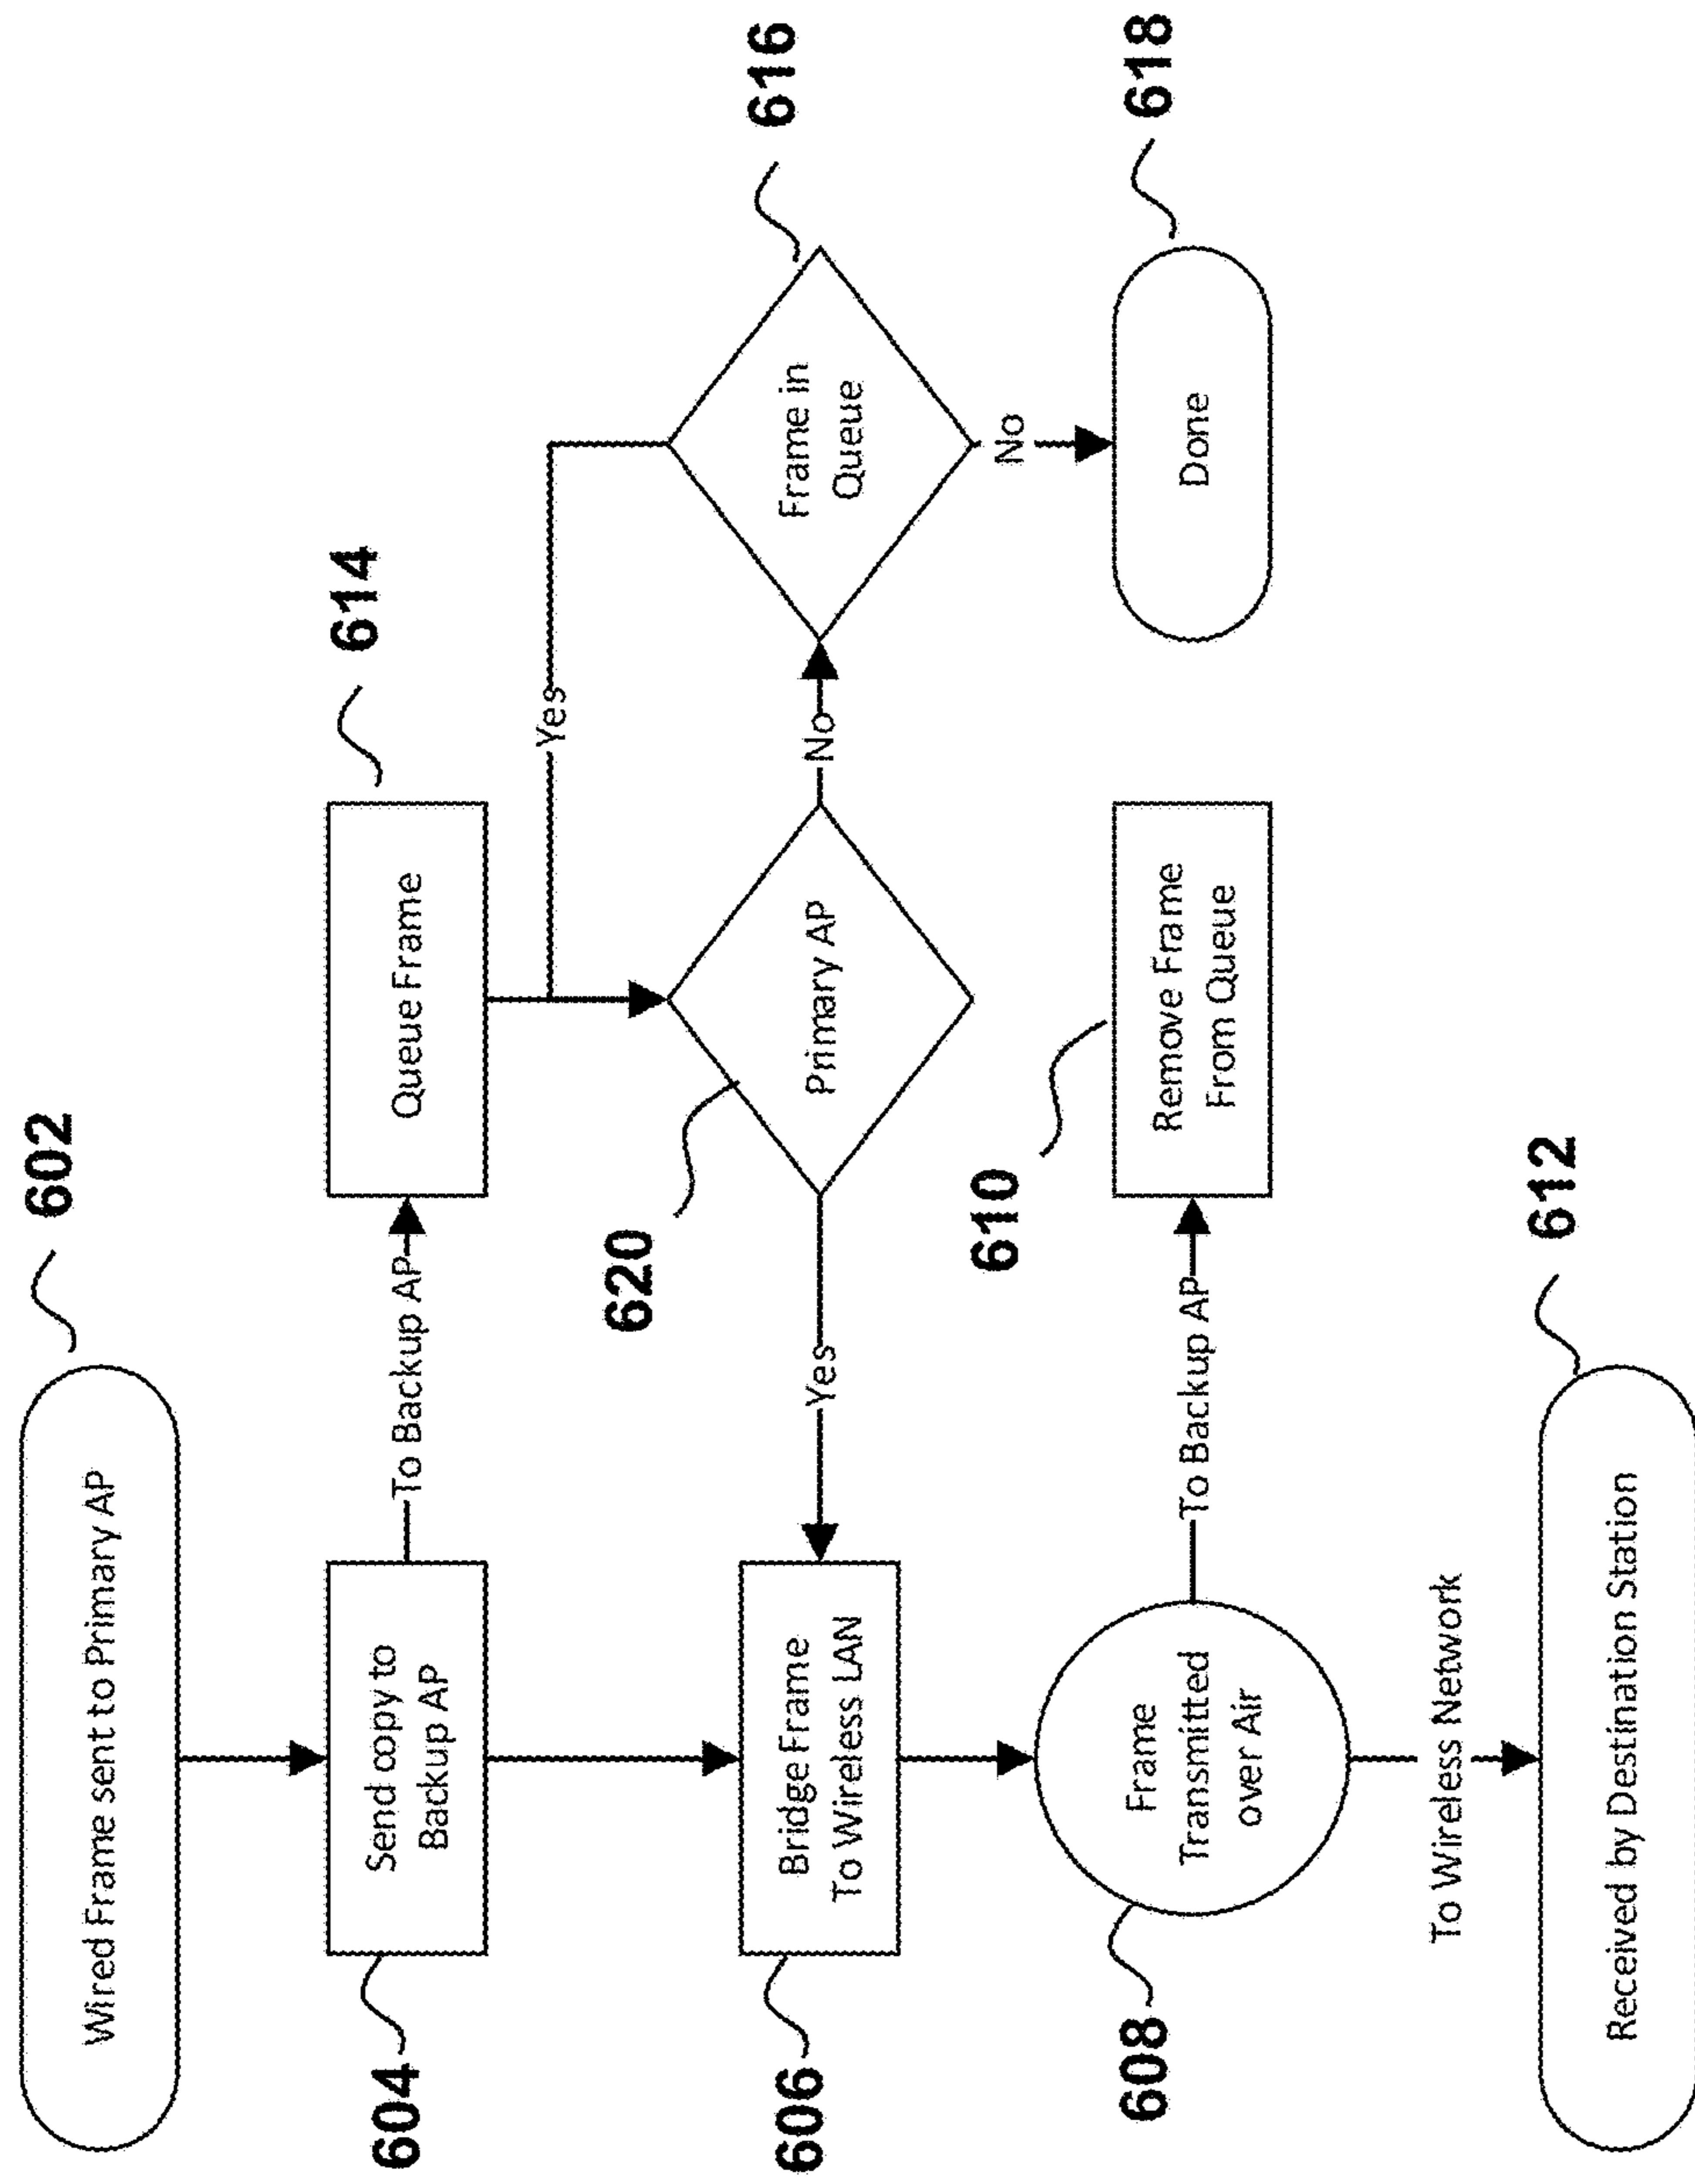 602
Wired Frame sent to Primary AP
604
Send copy to
Backup AP
To Backup AP
Queue Frame
614
Yes
606
Bridge Frame
To Wireless LAN
Yes
620
Primary AP
No
Frame in
Queue
616
No
608
Frame
Transmitted
over Air
To Backup AP
610
Remove Frame
From Queue
Done
618
To Wireless Network
Received by Destination Station
612